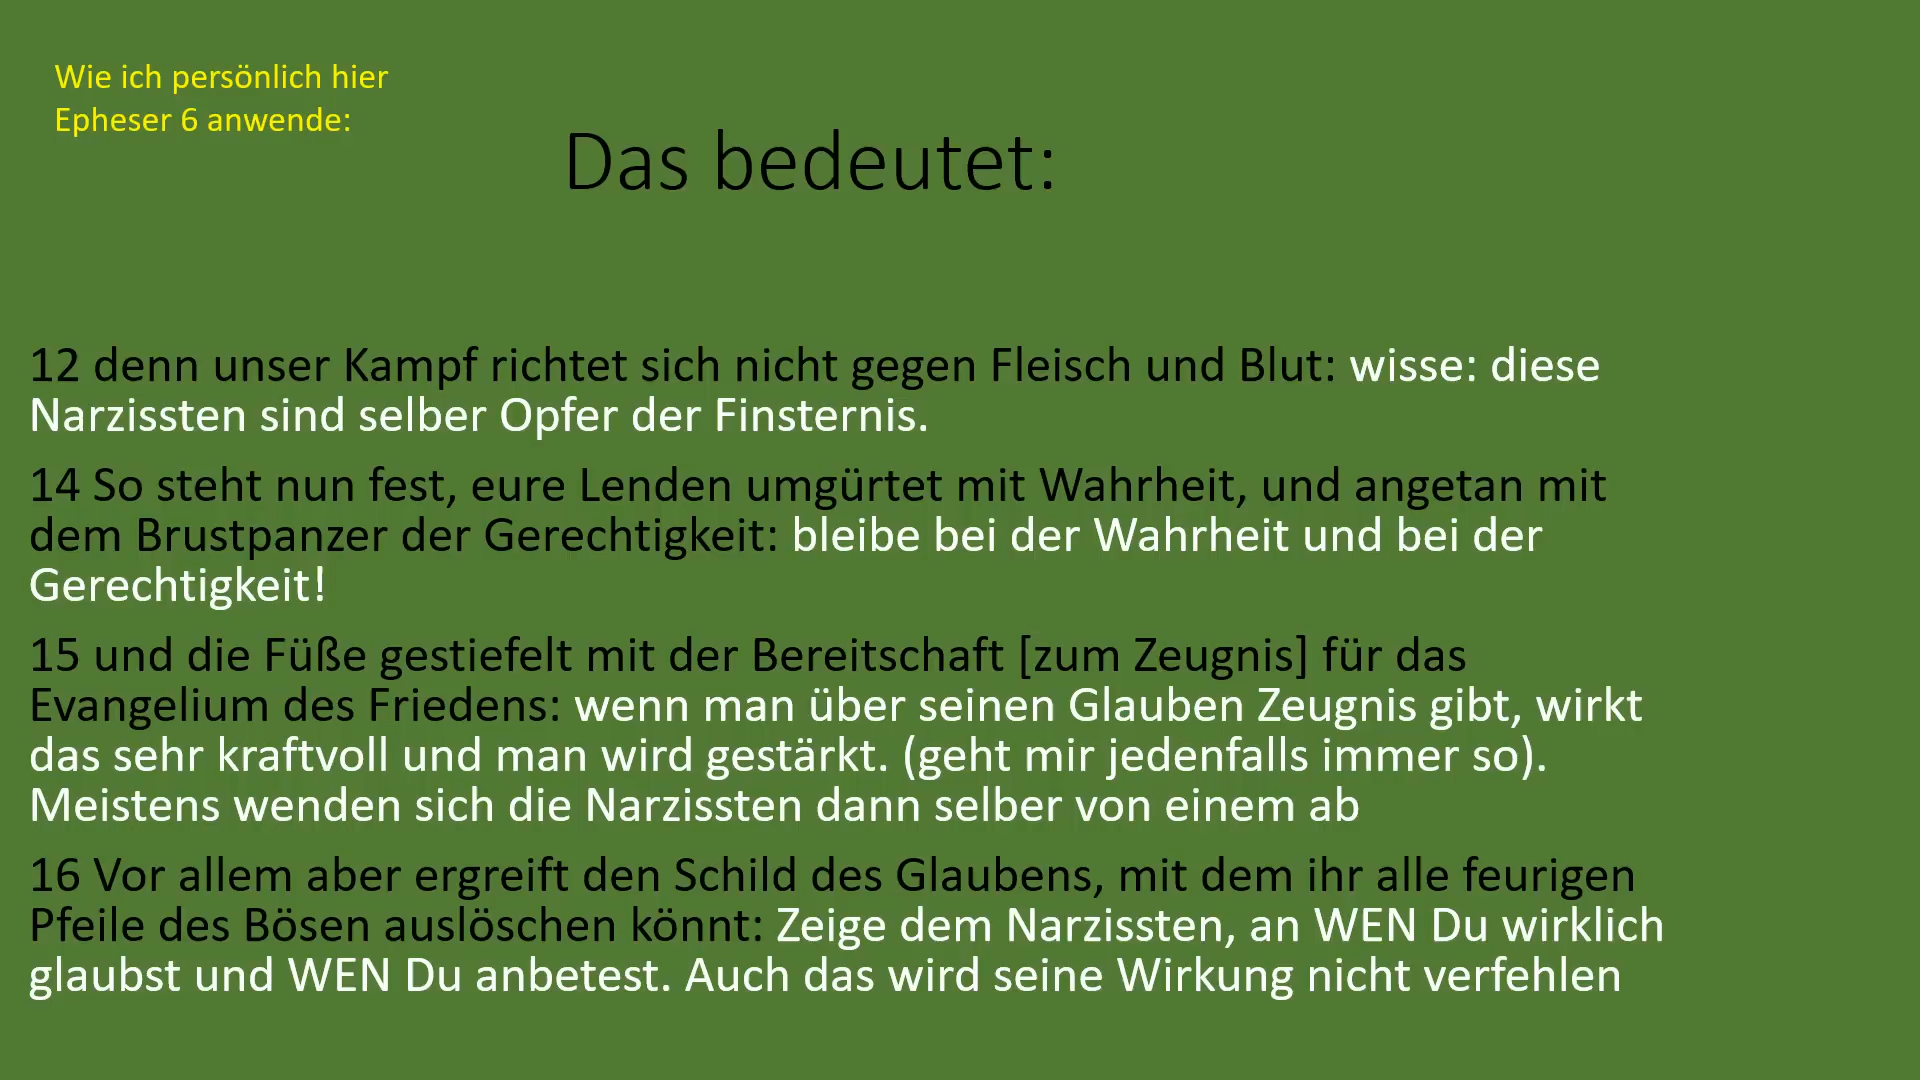 Wie ich persönlich hier
Epheser 6 anwende:
Das bedeutet:
12 denn unser Kampf richtet sich nicht gegen Fleisch und Blut: wisse: diese
Narzissten sind selber Opfer der Finsternis.
14 So steht nun fest, eure Lenden umgürtet mit Wahrheit, und angetan mit
dem Brustpanzer der Gerechtigkeit: bleibe bei der Wahrheit und bei der
Gerechtigkeit!
15 und die Füße gestiefelt mit der Bereitschaft [zum Zeugnis] für das
Evangelium des Friedens: wenn man über seinen Glauben Zeugnis gibt, wirkt
das sehr kraftvoll und man wird gestärkt. (geht mir jedenfalls immer so).
Meistens wenden sich die Narzissten dann selber von einem ab
16 Vor allem aber ergreift den Schild des Glaubens, mit dem ihr alle feurigen
Pfeile des Bösen auslöschen könnt: Zeige dem Narzissten, an WEN Du wirklich
glaubst und WEN Du anbetest. Auch das wird seine Wirkung nicht verfehlen